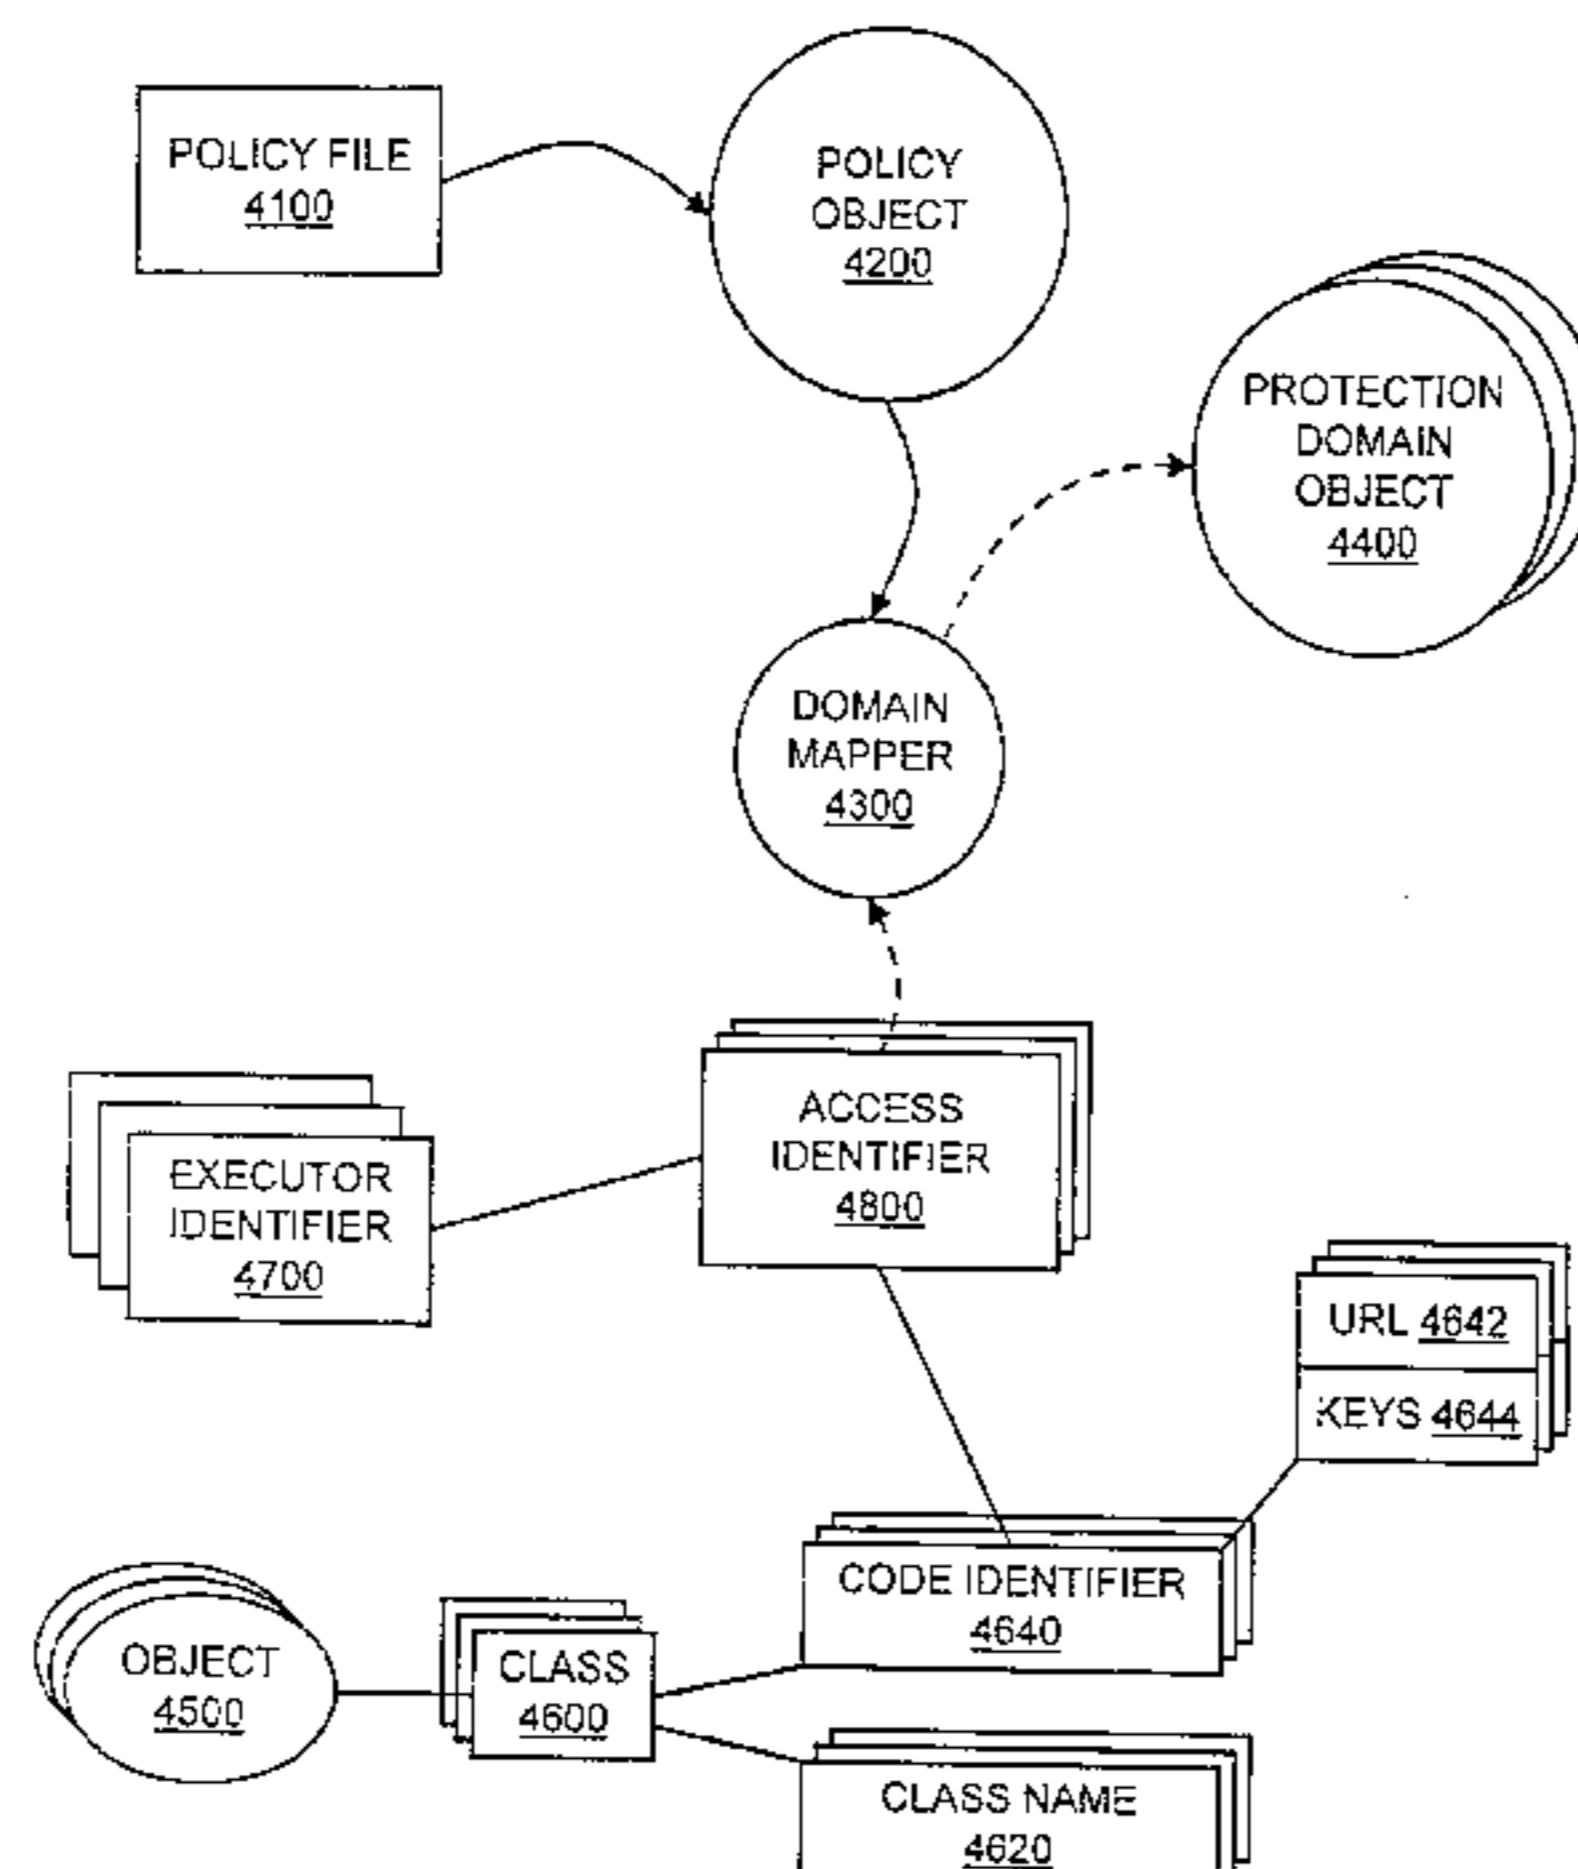 POLICY FILE
4100
POLICY
OBJECT
4200
PROTECTION
DOMAIN
OBJECT
4400
DOMAIN
MAPPER
4300
ACCESS
IDENTIFIER
4800
EXECUTOR
IDENTIFIER
4700
URL 4642
KEYS 4644
CODE IDENTIFIER
4640
OBJECT
4500
CLASS
4600
CLASS NAME
4620